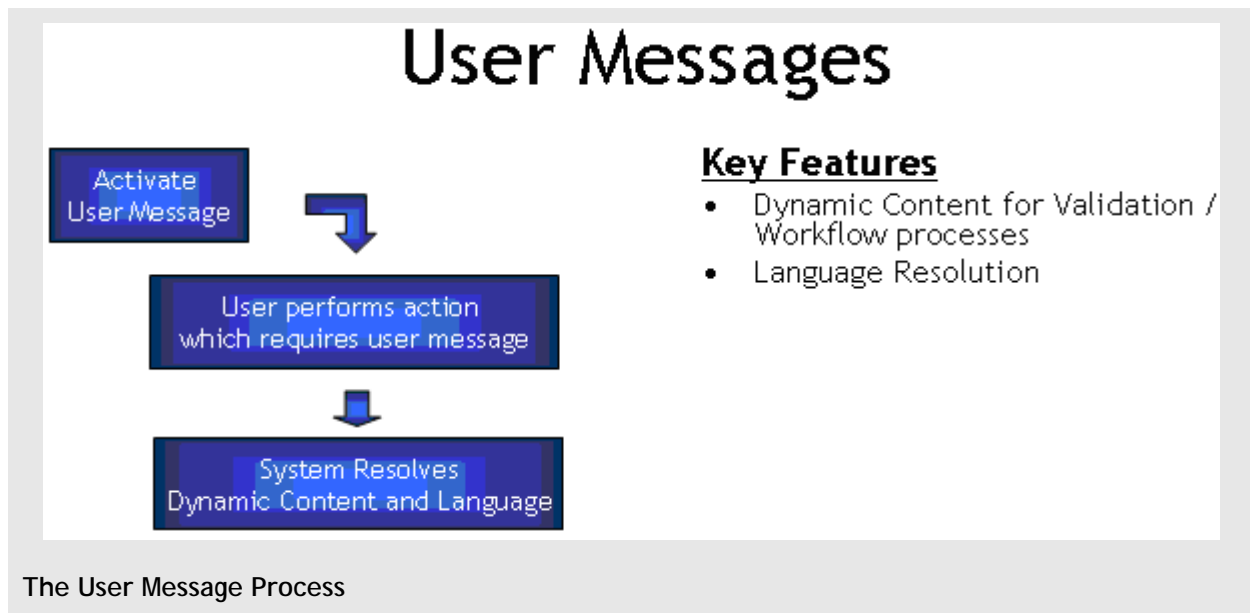 User Messages
Activate
User Message
User performs action
which requires user message
System Resolves
Dynamic Content and Language
Key Features
• Dynamic Content for Validation /
Workflow processes
• Language Resolution
The User Message Process